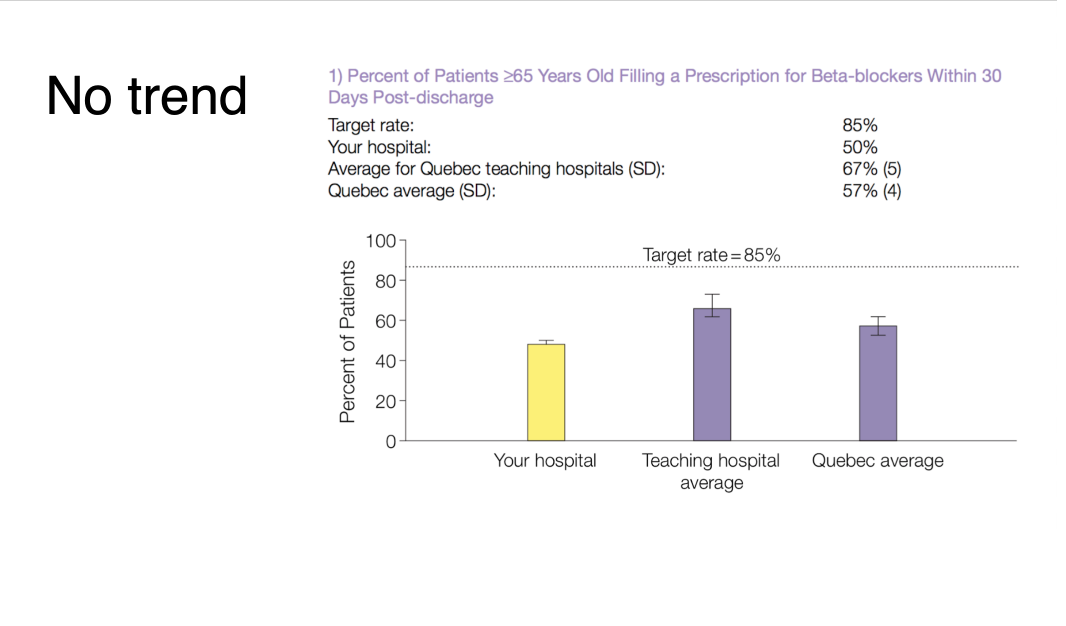 No trend
1) Percent of Patients ≥65 Years Old Filling a Prescription for Beta-blockers Within 30
Days Post-discharge
Target rate: 85%
Your hospital: 50%
Average for Quebec teaching hospitals (SD): 67% (5)
Quebec average (SD): 57% (4)
Target rate=85%
Percent of Patients
100
80
60
40
20
0
Your hospital
Teaching hospital
average
Quebec average